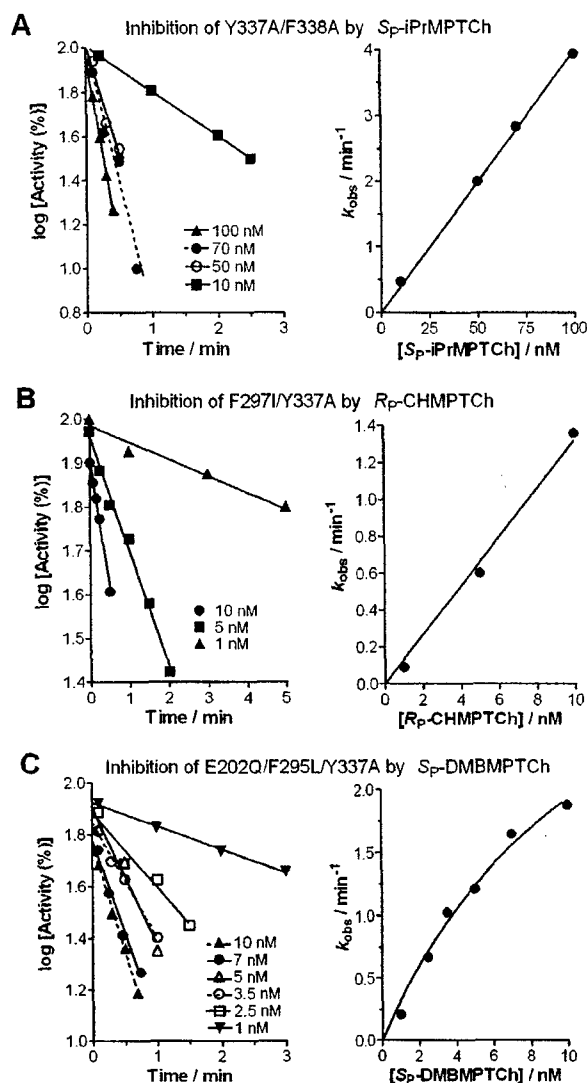 A
Inhibition of Y337A/F338A by SP-iPrMPTCh
log [Activity (%)]
2.0
1.8
1.6
1.4
1.2
1.0
0.8
100 nM
70 nM
50 nM
10 nM
0 1 2 3
Time / min
kobs / min-1
4
2
0
0 25 50 75 100
[SP-iPrMPTCh] / nM
B
Inhibition of F297I/Y337A by RP-CHMPTCh
log [Activity (%)]
2.0
1.9
1.8
1.7
1.6
1.5
1.4
10 nM
5 nM
1 nM
0 1 2 3 4 5
Time / min
kobs / min-1
1.4
1.2
1.0
0.8
0.6
0.4
0.2
0.0
0 2 4 6 8 10
[RP-CHMPTCh] / nM
C
Inhibition of E202Q/F295L/Y337A by SP-DMBMPTCh
log [Activity (%)]
2.0
1.8
1.6
1.4
1.2
1.0
10 nM
7 nM
5 nM
3.5 nM
2.5 nM
1 nM
0 1 2 3
Time / min
kobs / min-1
2.0
1.5
1.0
0.5
0.0
0 2 4 6 8 10
[SP-DMBMPTCh] / nM